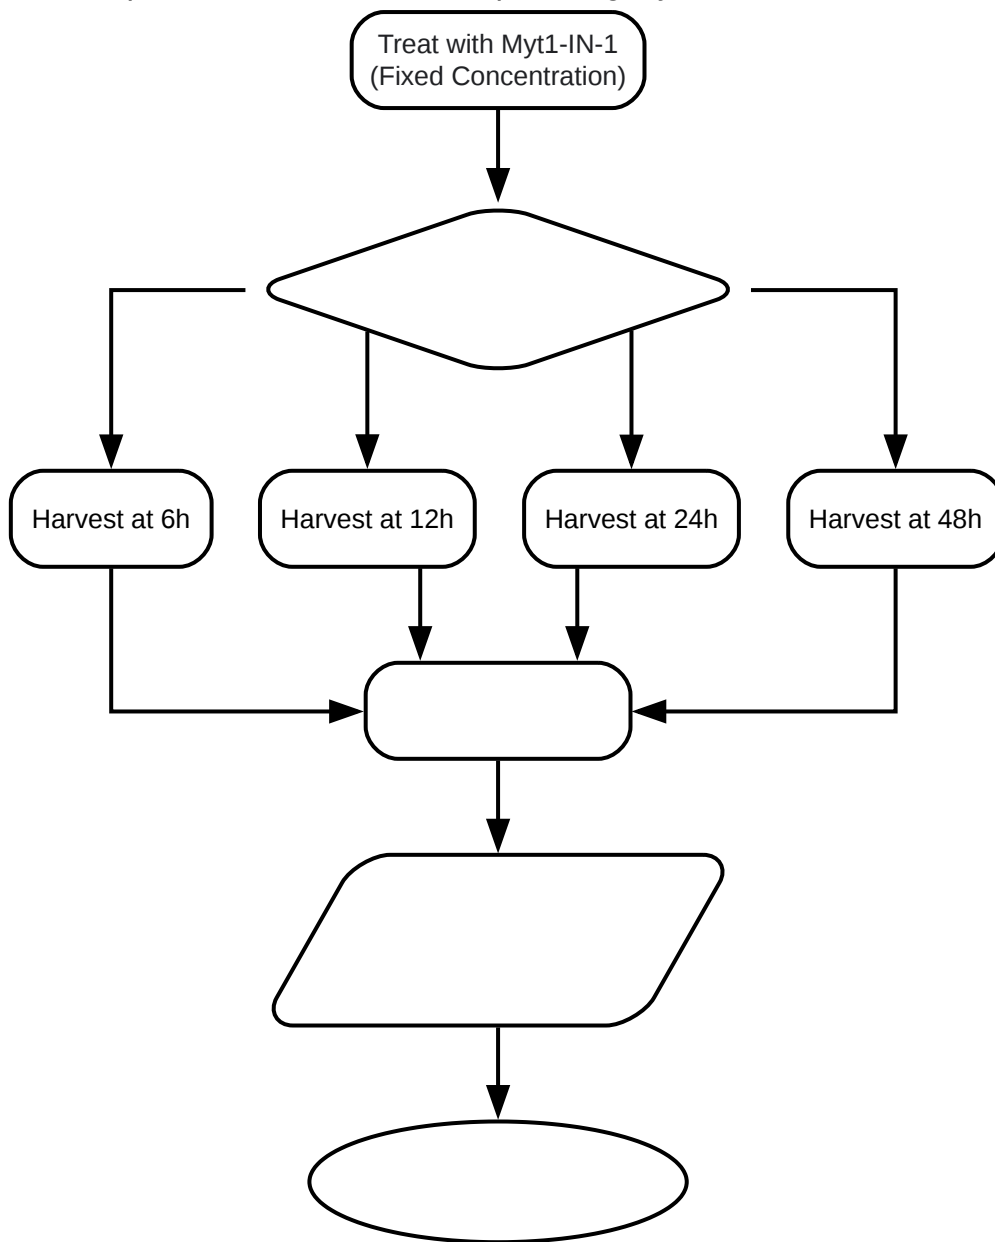 Treat with Myt1-IN-1
(Fixed Concentration)
Harvest at 6h
Harvest at 12h
Harvest at 24h
Harvest at 48h